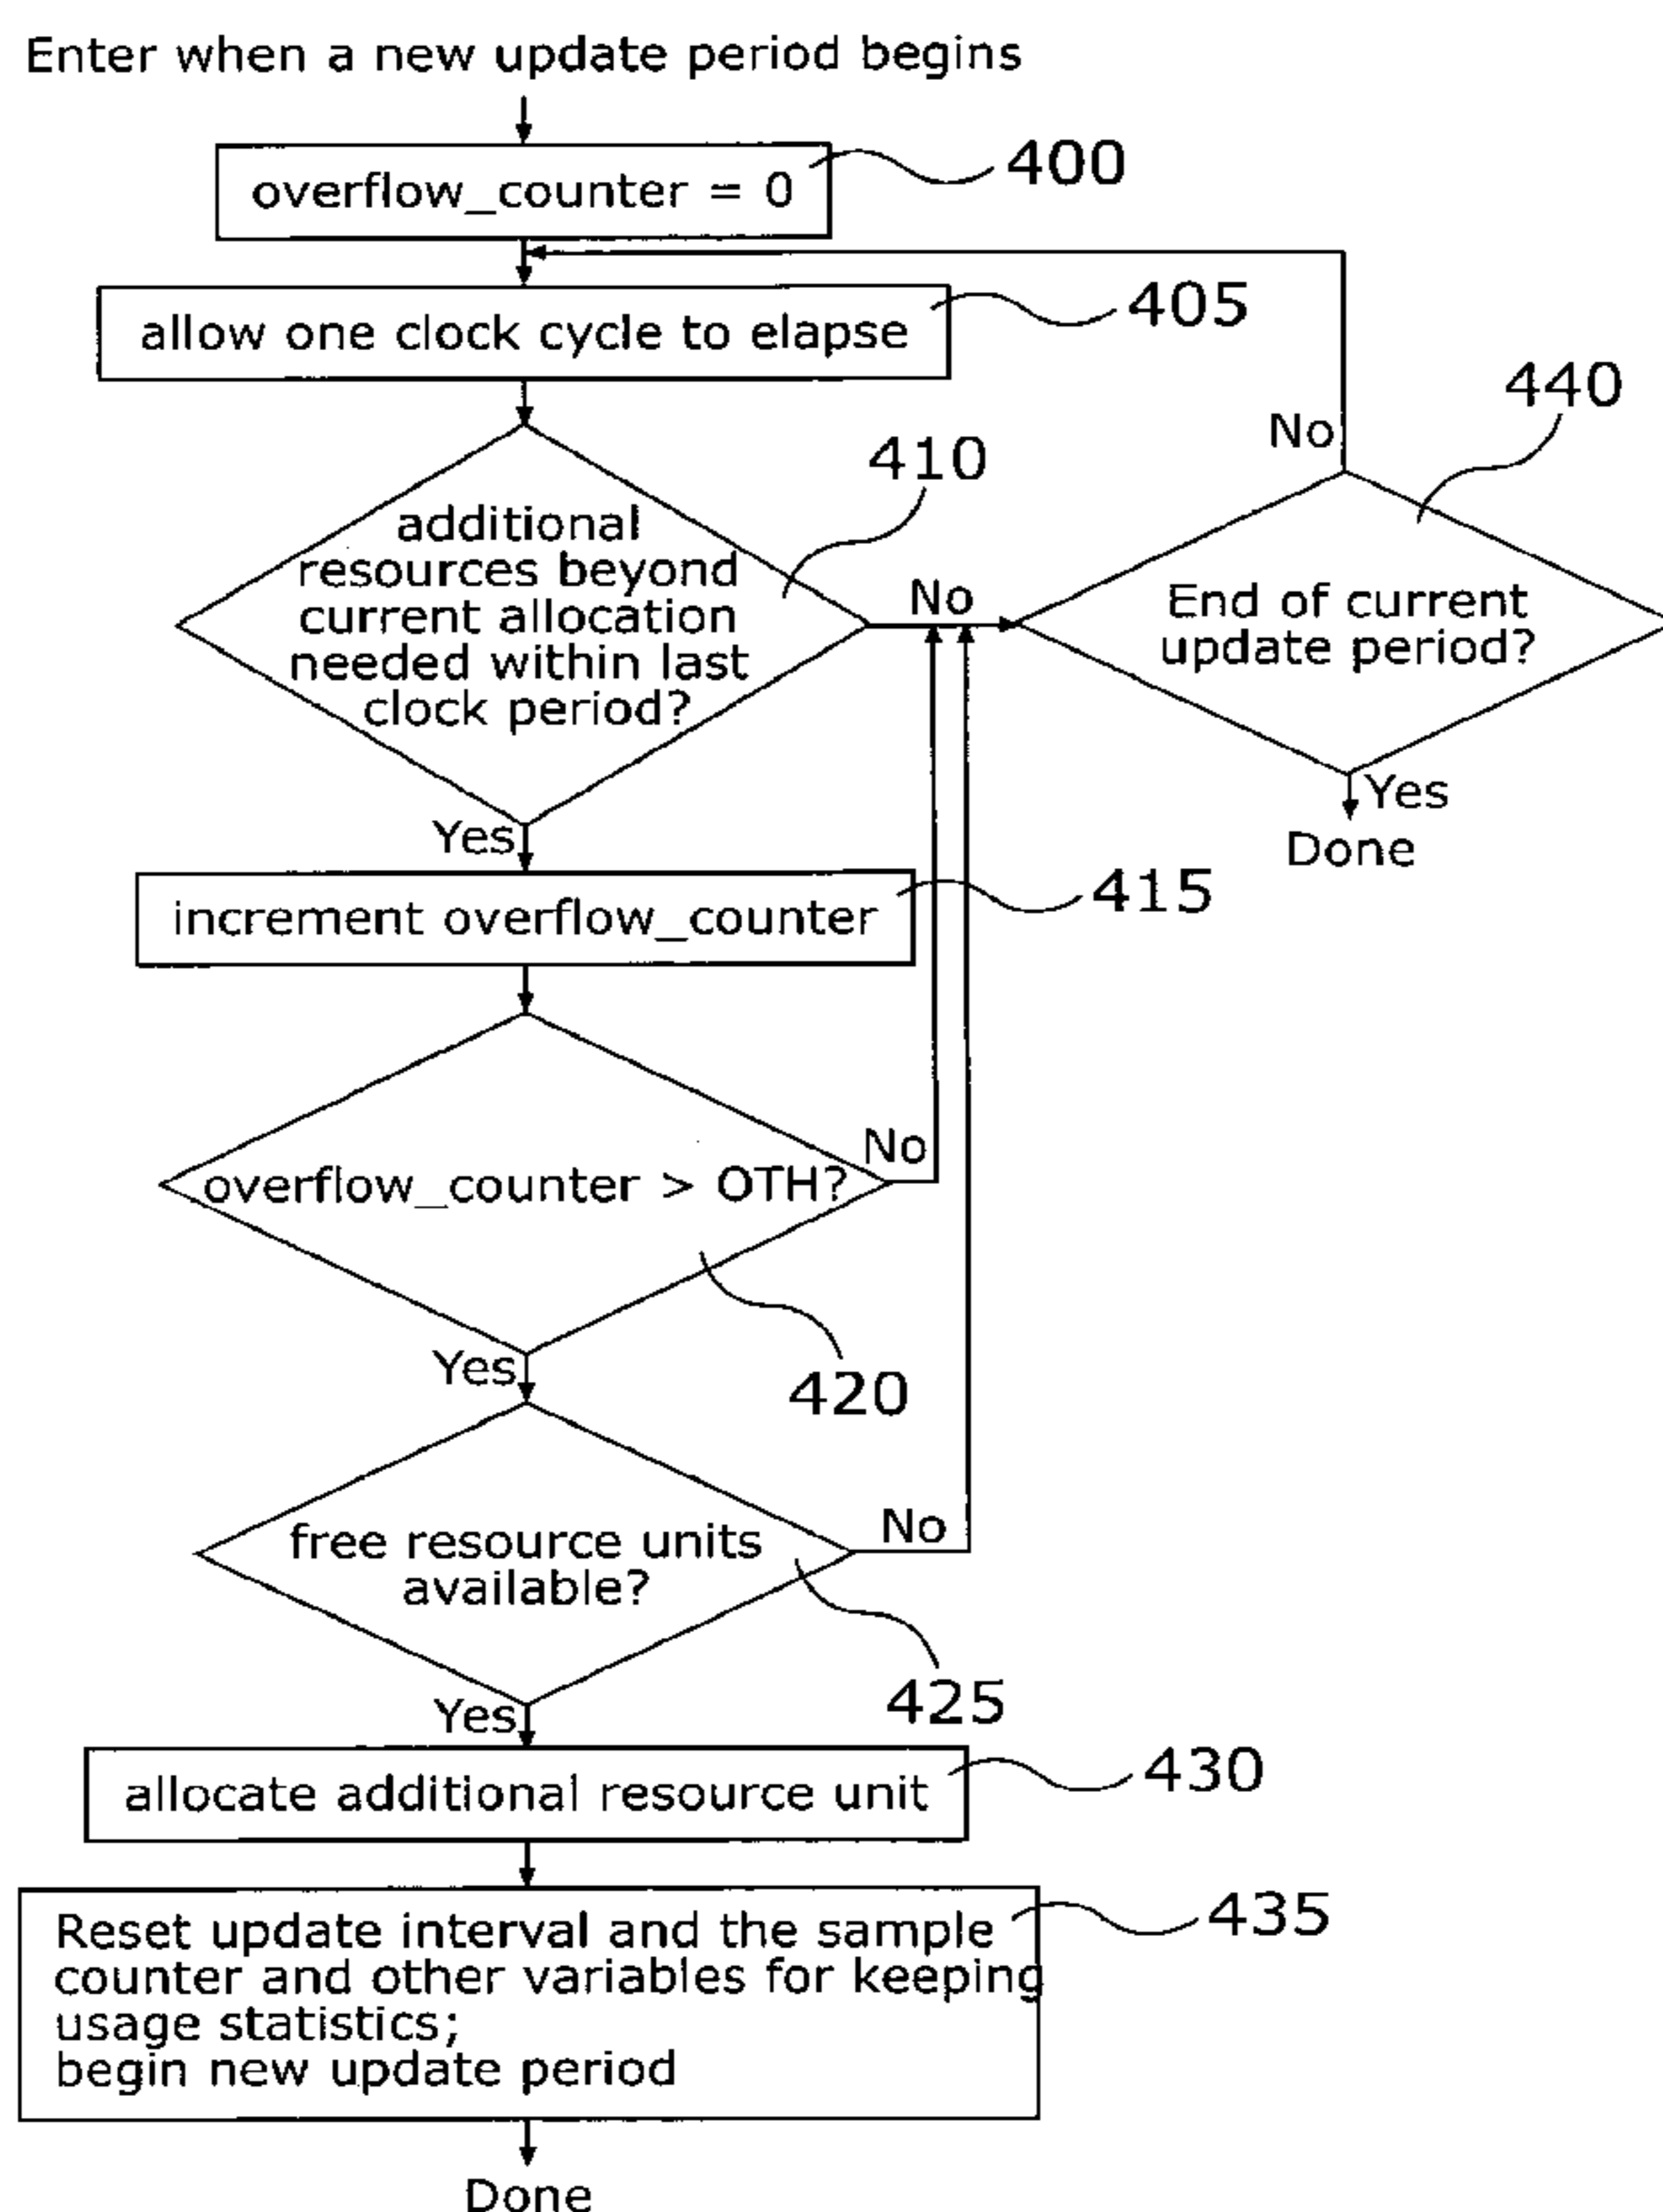 Enter when a new update period begins
overflow_counter = 0
400
allow one clock cycle to elapse
405
additional
resources beyond
current allocation
needed within last
clock period?
410
No
Yes
End of current
update period?
440
No
Yes
Done
increment overflow_counter
415
overflow_counter > OTH?
No
420
Yes
free resource units
available?
No
425
Yes
allocate additional resource unit
430
Reset update interval and the sample
counter and other variables for keeping
usage statistics;
begin new update period
435
Done